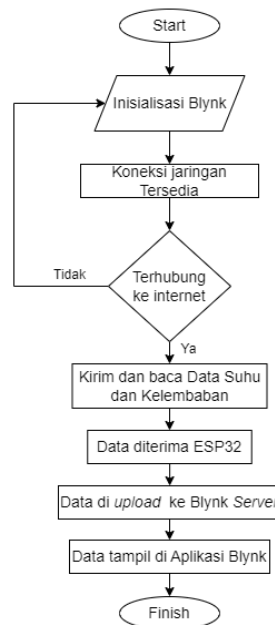 Start
Inisialisasi Blynk
Koneksi jaringan
Tersedia
Tidak
Terhubung
ke internet
Ya
Kirim dan baca Data Suhu
dan Kelembaban
Data diterima ESP32
Data di upload ke Blynk Server
Data tampil di Aplikasi Blynk
Finish